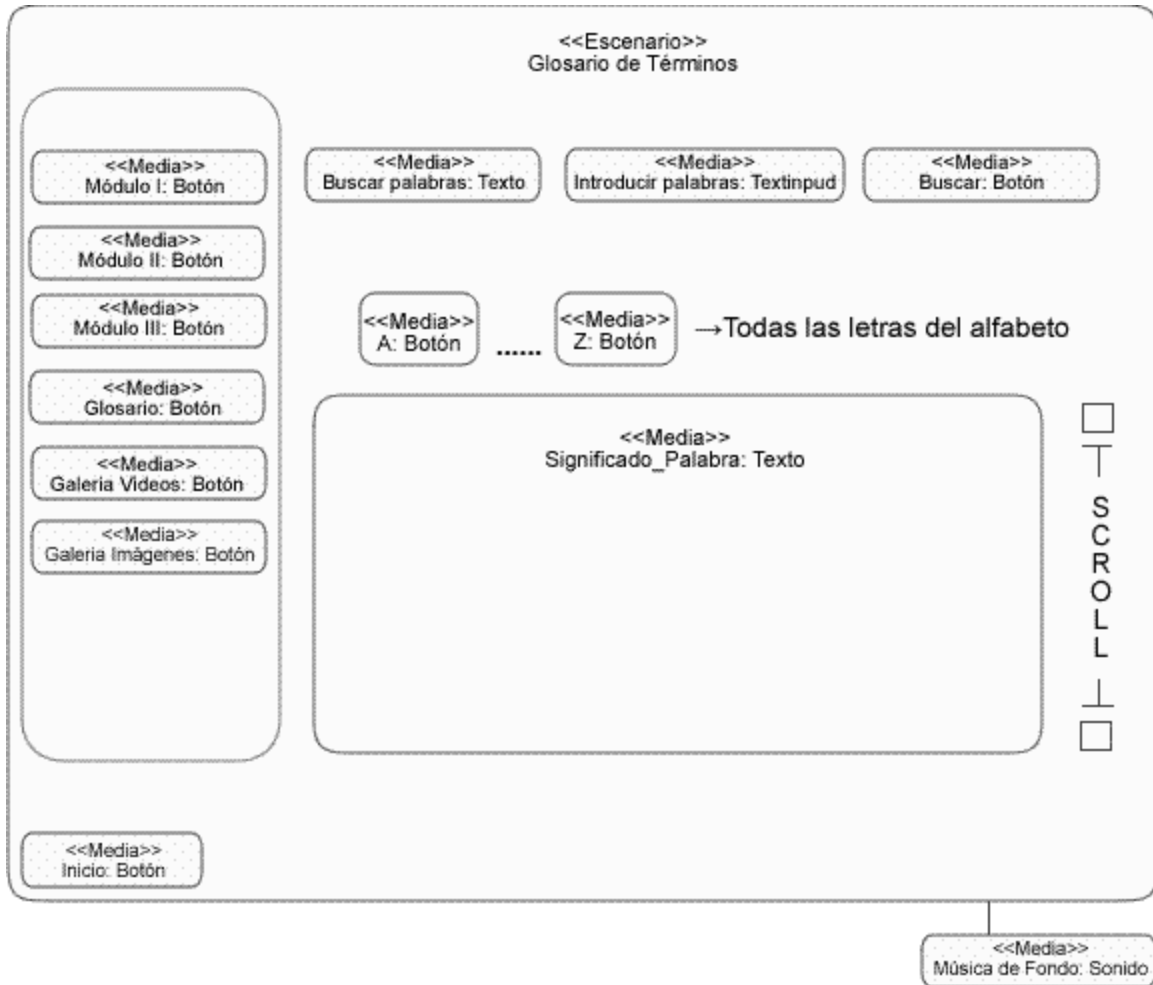 <<Escenario>>
Glosario de Términos
<<Media>>
Módulo I: Botón
<<Media>>
Módulo II: Botón
<<Media>>
Módulo III: Botón
<<Media>>
Glosario: Botón
<<Media>>
Galeria Videos: Botón
<<Media>>
Galeria Imágenes: Botón
<<Media>>
Buscar palabras: Texto
<<Media>>
Introducir palabras: Textinpud
<<Media>>
Buscar: Botón
<<Media>>
A: Botón
......
<<Media>>
Z: Botón
→Todas las letras del alfabeto
<<Media>>
Significado_Palabra: Texto
SCROLL
<<Media>>
Inicio: Botón
<<Media>>
Música de Fondo: Sonido